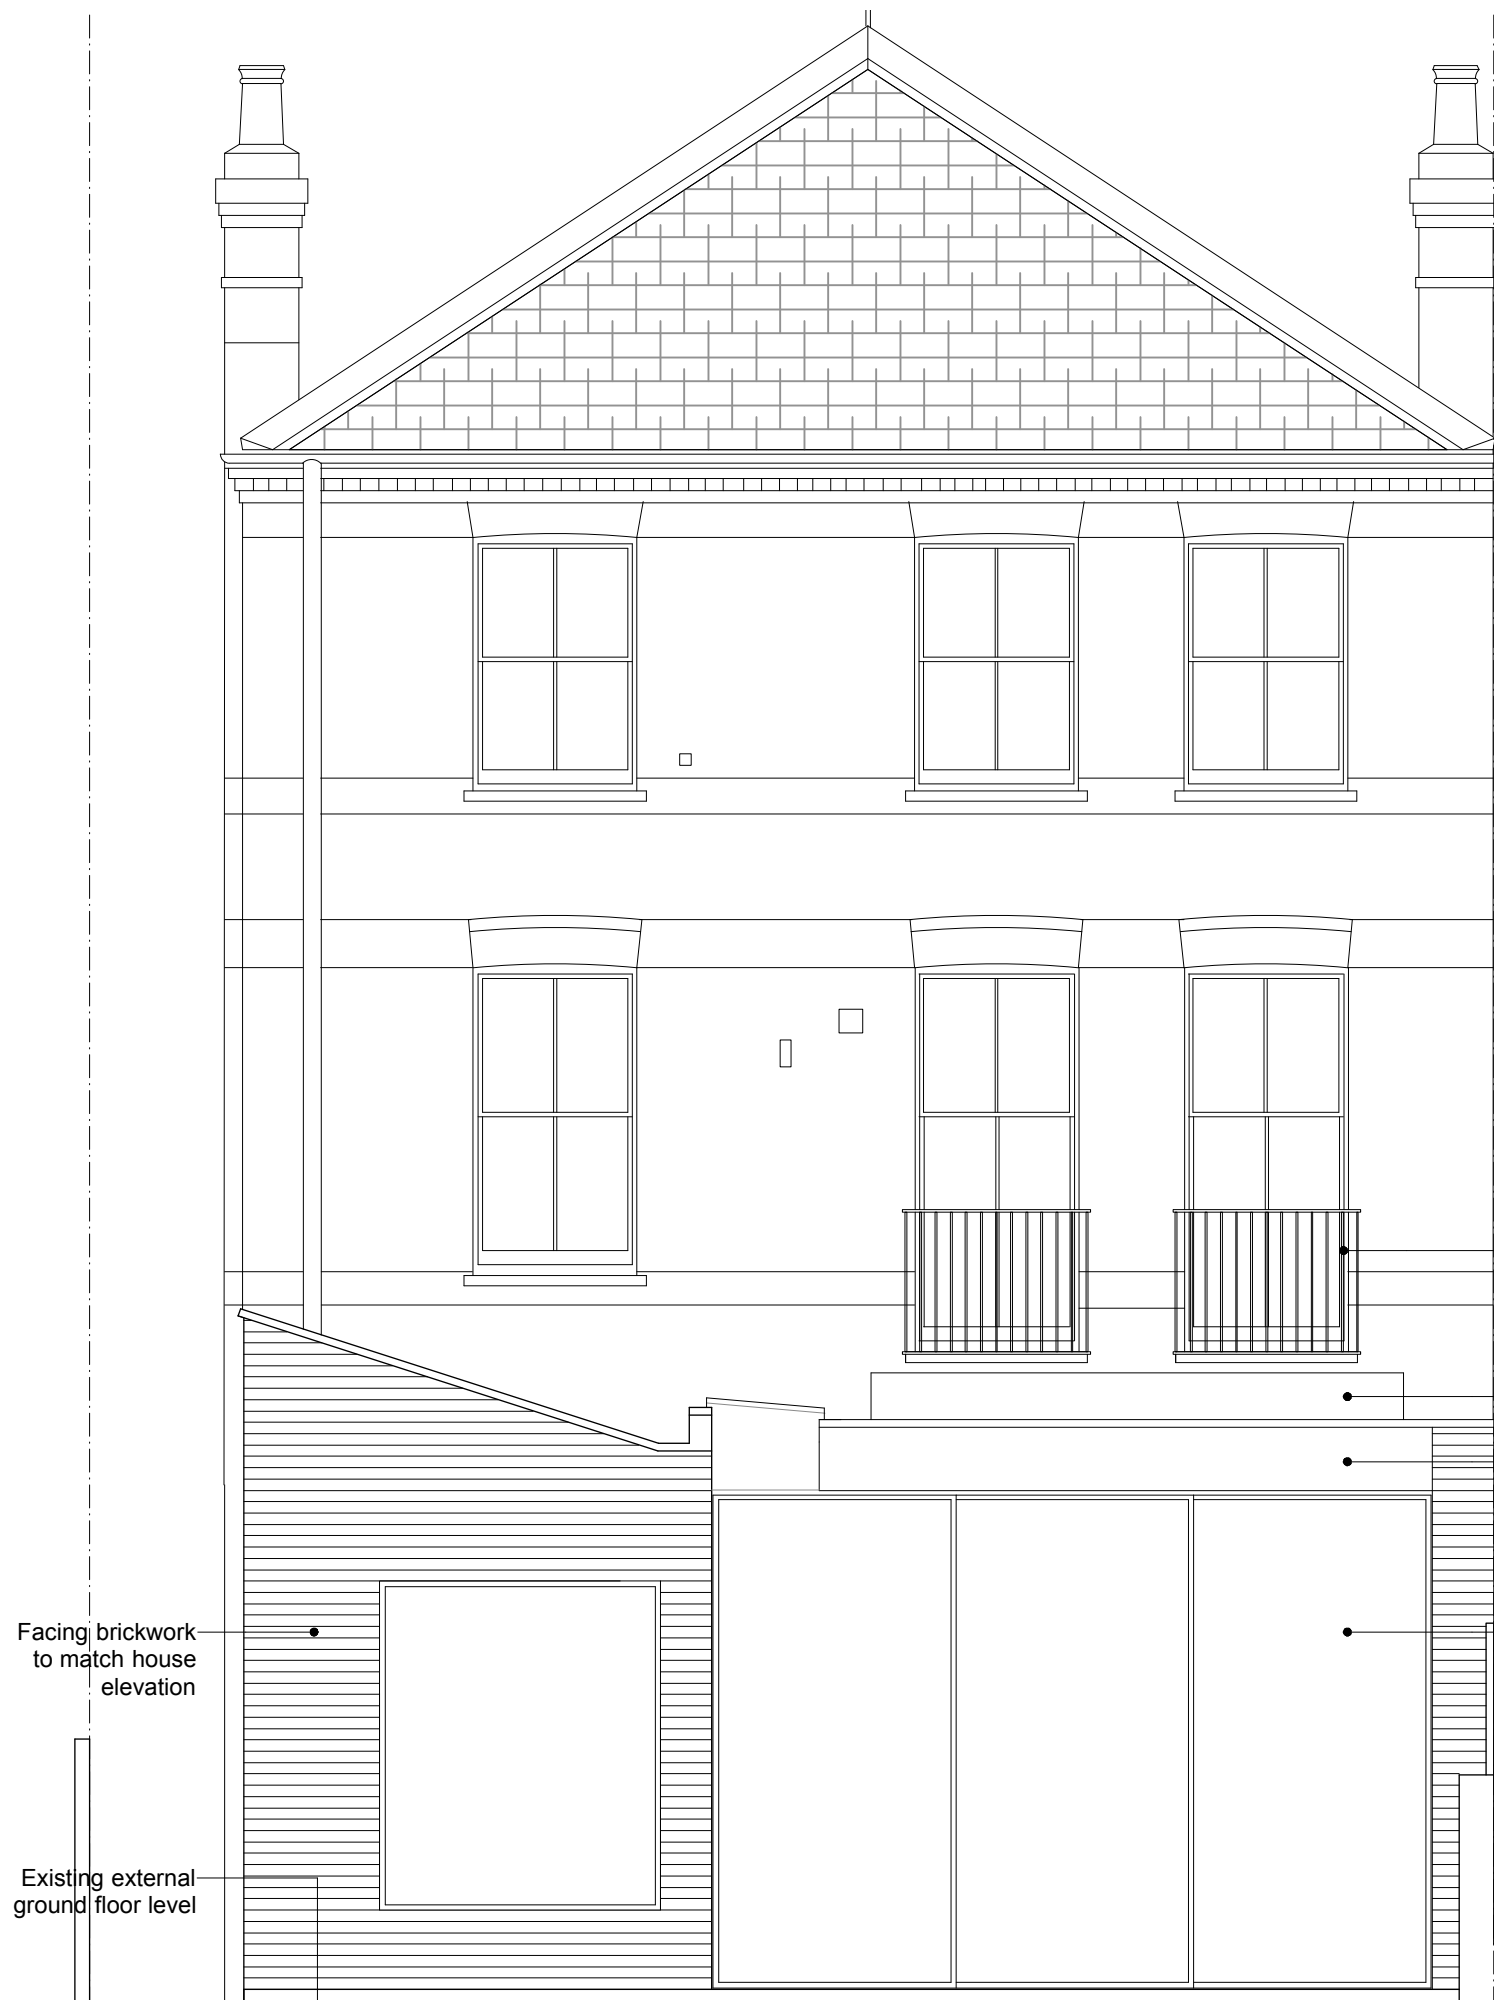 Facing brickwork
to match house
elevation
Existing external
ground floor level